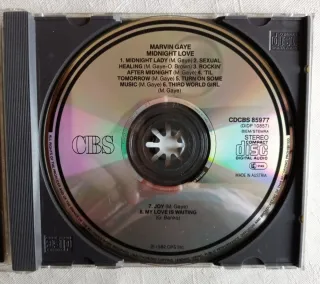 MARVIN GAYE
MIDNIGHT LOVE
1. MIDNIGHT LADY (M. Gaye) 2. SEXUAL
HEALING (M. Gaye-O. Brown) 3. ROCKIN'
AFTER MIDNIGHT (M. Gaye) 4. 'TIL
TOMORROW (M. Gaye) 5. TURN ON SOME
MUSIC (M. Gaye) 6. THIRD WORLD GIRL
(M. Gaye)
CBS
CDCBS 85977
STEREO
COMPACT
disc
DIGITAL AUDIO
MADE IN AUSTRIA
7. JOY (M. Gaye)
8. MY LOVE IS WAITING